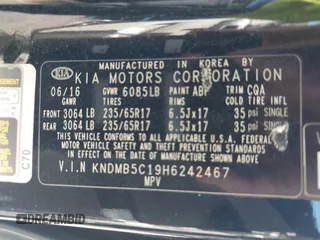 MANUFACTURED IN KOREA BY
KIA KIA MOTORS CORPORATION
06/16 GVWR 6085LB PAINT ABP TRIM CQA
GAWR TIRES RIMS COLD TIRE INFL
FRONT 3064 LB 235/65R17 6.5Jx17 35 psi SINGLE
REAR 3064 LB 235/65R17 6.5Jx17 35 psi SINGLE
THIS VEHICLE CONFORMS TO ALL APPLICABLE
FEDERAL MOTOR VEHICLE SAFETY AND
THEFT PREVENTION STANDARDS IN EFFECT ON
THE DATE OF MANUFACTURE SHOWN ABOVE.
V.I.N KNDMB5C19H6242467
MPV
C70
DREAMBID